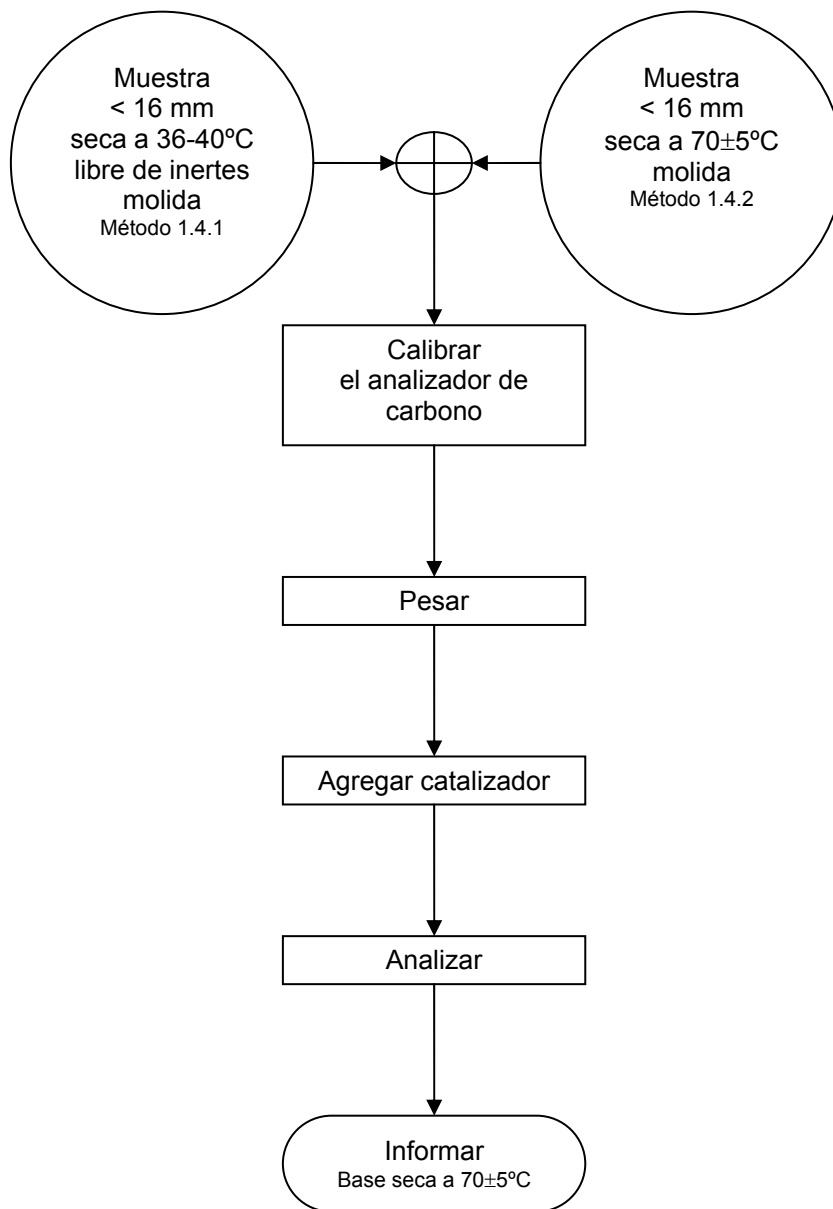 Muestra
< 16 mm
seca a 36-40ºC
libre de inertes
molida
Método 1.4.1
Muestra
< 16 mm
seca a 70±5ºC
molida
Método 1.4.2
Calibrar
el analizador de
carbono
Pesar
Agregar catalizador
Analizar
Informar
Base seca a 70±5ºC